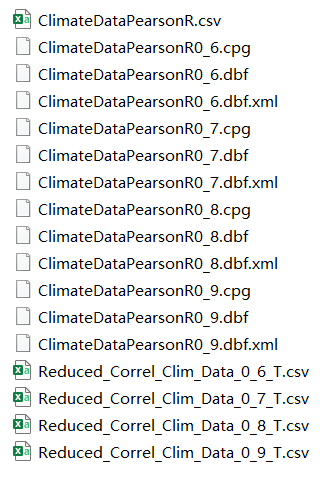 ClimateDataPearsonR.csv
ClimateDataPearsonR0_6.cpg
ClimateDataPearsonR0_6.dbf
ClimateDataPearsonR0_6.dbf.xml
ClimateDataPearsonR0_7.cpg
ClimateDataPearsonR0_7.dbf
ClimateDataPearsonR0_7.dbf.xml
ClimateDataPearsonR0_8.cpg
ClimateDataPearsonR0_8.dbf
ClimateDataPearsonR0_8.dbf.xml
ClimateDataPearsonR0_9.cpg
ClimateDataPearsonR0_9.dbf
ClimateDataPearsonR0_9.dbf.xml
Reduced_Correl_Clim_Data_0_6_T.csv
Reduced_Correl_Clim_Data_0_7_T.csv
Reduced_Correl_Clim_Data_0_8_T.csv
Reduced_Correl_Clim_Data_0_9_T.csv